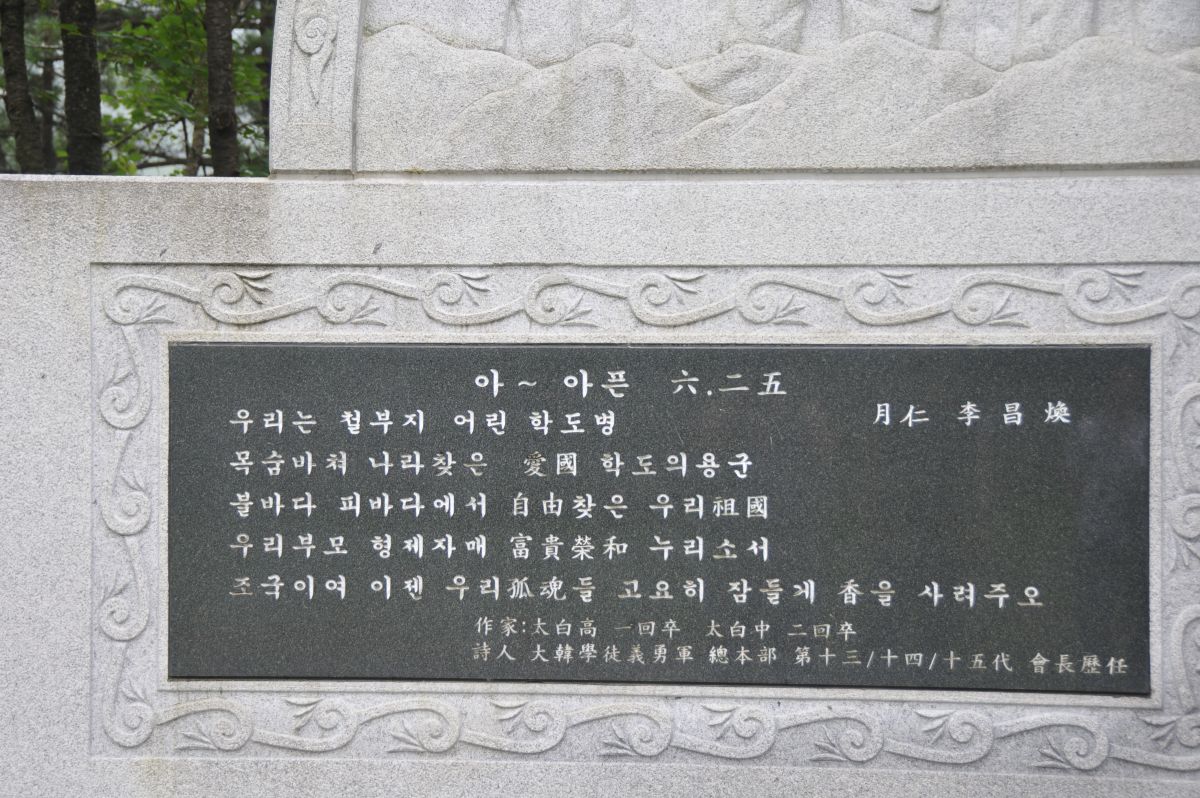 아~ 아픈 六.二五
月仁 李昌煥
우리는 철부지 어린 학도병
목숨바쳐 나라찾은 愛國 학도의용군
불바다 피바다에서 自由찾은 우리祖國
우리부모 형제자매 富貴榮和 누리소서
조국이여 이젠 우리孤魂들 고요히 잠들게 香을 사려주오
作家:太白高 一回卒 太白中 二回卒
詩人 大韓學徒義勇軍 總本部 第十三/十四/十五代 會長歷任